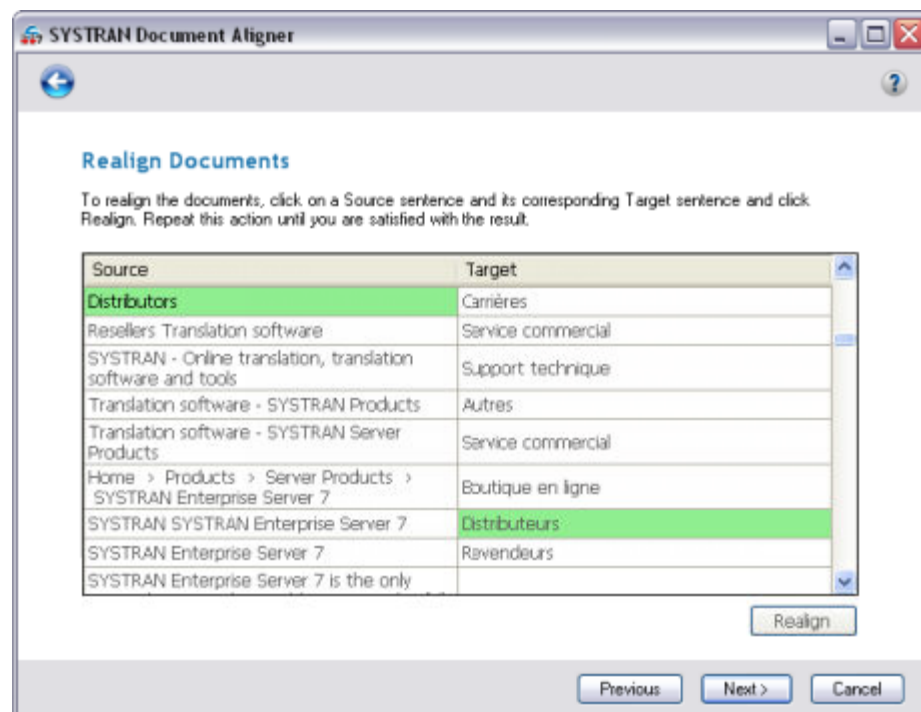 SYSTRAN Document Aligner
Realign Documents
To realign the documents, click on a Source sentence and its corresponding Target sentence and click
Realign. Repeat this action until you are satisfied with the result.
Source Target
Distributors Carrières
Resellers Translation software Service commercial
SYSTRAN - Online translation, translation
software and tools Support technique
Translation software - SYSTRAN Products Autres
Translation software - SYSTRAN Server
Products Service commercial
Home > Products > Server Products >
SYSTRAN Enterprise Server 7 Boutique en ligne
SYSTRAN SYSTRAN Enterprise Server 7 Distributeurs
SYSTRAN Enterprise Server 7 Revendeurs
SYSTRAN Enterprise Server 7 is the only
Realign
Previous Next > Cancel